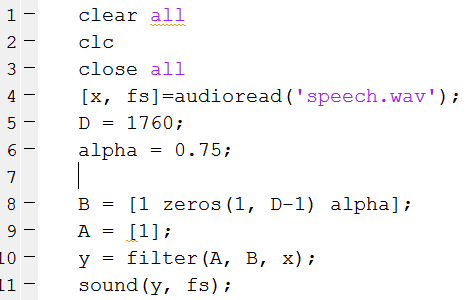 1 - clear all
2 - clc
3 - close all
4 - [x, fs]=audioread('speech.wav');
5 - D = 1760;
6 - alpha = 0.75;
7
8 - B = [1 zeros(1, D-1) alpha];
9 - A = [1];
10 - y = filter(A, B, x);
11 - sound(y, fs);